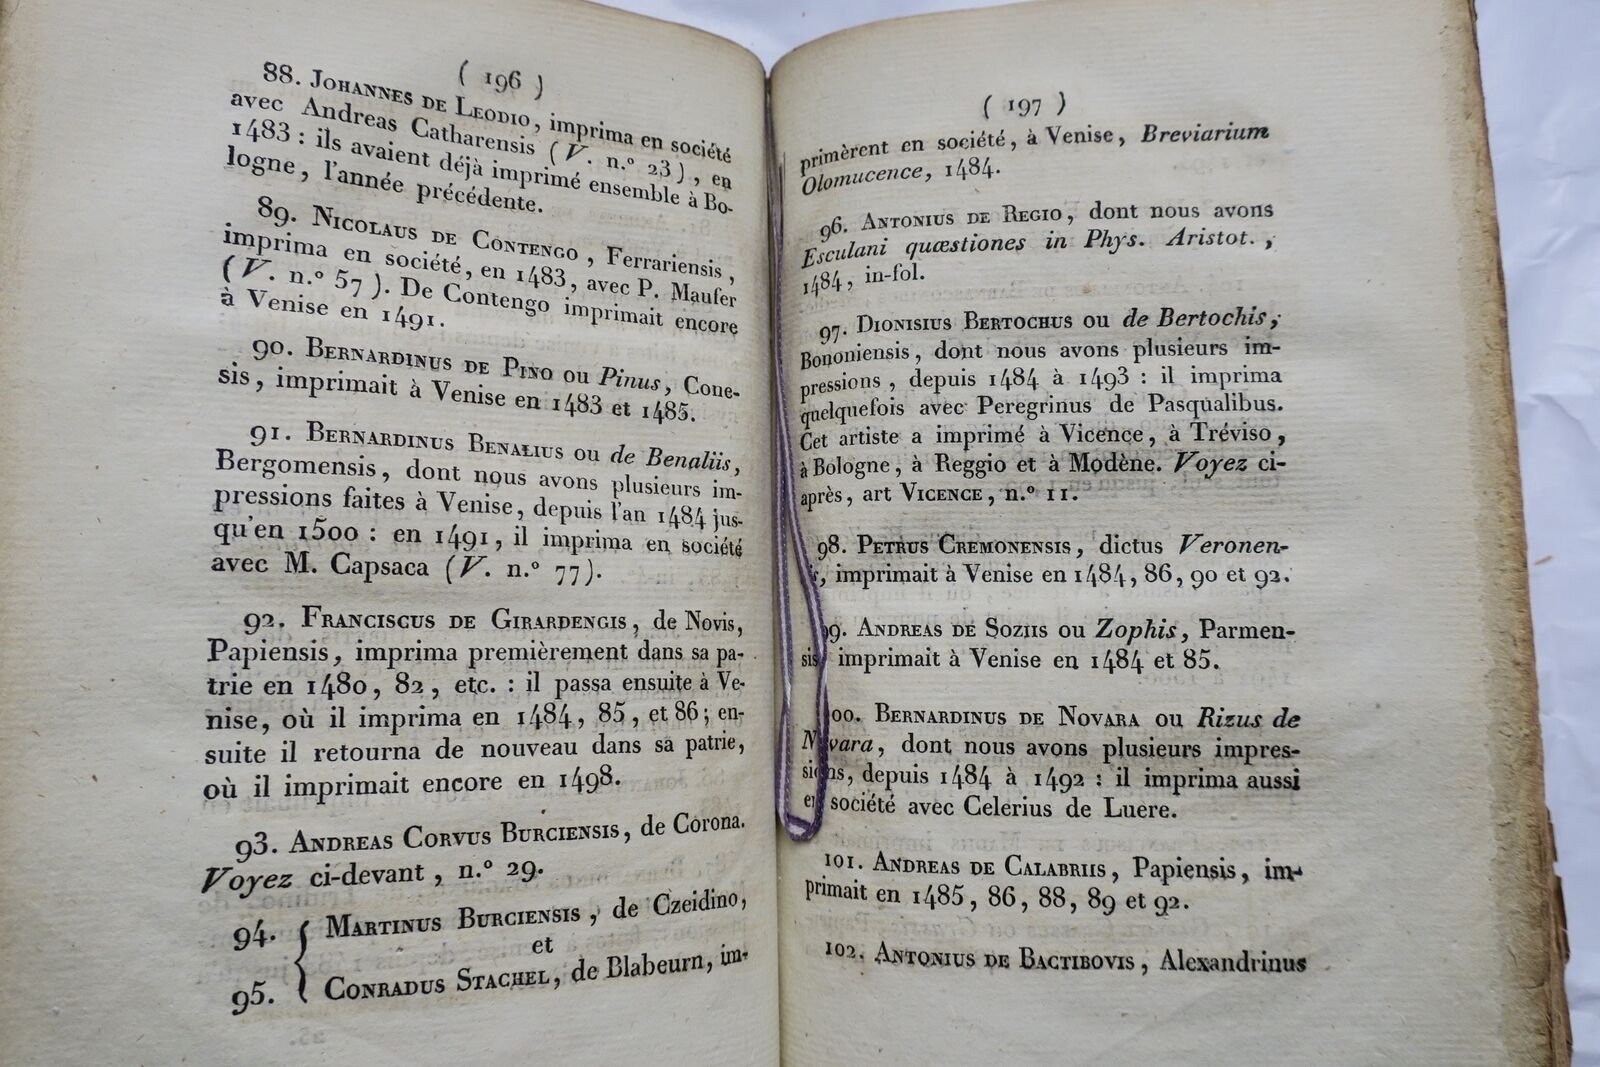 ( 196 )
88. JOHANNES DE LEODIO, imprima en société
avec Andreas Catharensis (V. n.° 23), en
1483 : ils avaient déjà imprimé ensemble à Bo-
logne, l'année précédente.
89. NICOLAUS DE CONTENGO, Ferrariensis,
imprima en société, en 1483, avec P. Maufer
(V. n.° 57). De Contengo imprimait encore
à Venise en 1491.
90. BERNARDINUS DE PINO ou Pinus, Cone-
sis, imprimait à Venise en 1483 et 1485.
91. BERNARDINUS BENALIUS ou de Benaliis,
Bergomensis, dont nous avons plusieurs im-
pressions faites à Venise, depuis l'an 1484 jus-
qu'en 1500 : en 1491, il imprima en société
avec M. Capsaca (V. n.° 77).
92. FRANCISCUS DE GIRARDENGIS, de Novis,
Papiensis, imprima premièrement dans sa pa-
trie en 1480, 82, etc. : il passa ensuite à Ve-
nise, où il imprima en 1484, 85, et 86; en-
suite il retourna de nouveau dans sa patrie,
où il imprimait encore en 1498.
93. ANDREAS CORVUS BURCIENSIS, de Corona.
Voyez ci-devant, n.° 29.
94. { MARTINUS BURCIENSIS, de Czeidino,
et
95. CONRADUS STACHEL, de Blabeurn, im-
( 197 )
primèrent en société, à Venise, Breviarium
Olomucence, 1484.
96. ANTONIUS DE REGIO, dont nous avons
Esculani quæstiones in Phys. Aristot.,
1484, in-fol.
97. DIONISIUS BERTOCHUS ou de Bertochis,
Bononiensis, dont nous avons plusieurs im-
pressions, depuis 1484 à 1493 : il imprima
quelquefois avec Peregrinus de Pasqualibus.
Cet artiste a imprimé à Vicence, à Tréviso,
à Bologne, à Reggio et à Modène. Voyez ci-
après, art VICENCE, n.° 11.
98. PETRUS CREMONENSIS, dictus Veronen-
sis, imprimait à Venise en 1484, 86, 90 et 92.
99. ANDREAS DE SOZIIS ou Zophis, Parmen-
sis imprimait à Venise en 1484 et 85.
100. BERNARDINUS DE NOVARA ou Rizus de
Novara, dont nous avons plusieurs impres-
sions, depuis 1484 à 1492 : il imprima aussi
en société avec Celerius de Luere.
101. ANDREAS DE CALABRIIS, Papiensis, im-
primait en 1485, 86, 88, 89 et 92.
102. ANTONIUS DE BACTIBOVIS, Alexandrinus